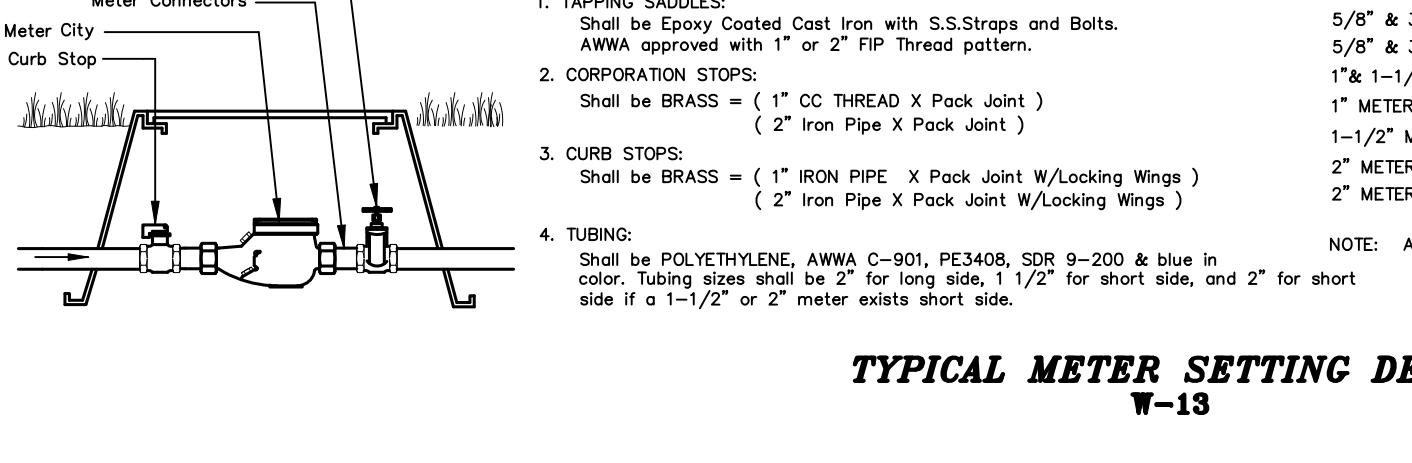 Meter Connectors
Meter City
Curb Stop
1. TAPPING SADDLES:
Shall be Epoxy Coated Cast Iron with S.S.Straps and Bolts.
AWWA approved with 1" or 2" FIP Thread pattern.
2. CORPORATION STOPS:
Shall be BRASS = ( 1" CC THREAD X Pack Joint )
( 2" Iron Pipe X Pack Joint )
3. CURB STOPS:
Shall be BRASS = ( 1" IRON PIPE X Pack Joint W/Locking Wings )
( 2" Iron Pipe X Pack Joint W/Locking Wings )
4. TUBING:
Shall be POLYETHYLENE, AWWA C-901, PE3408, SDR 9-200 & blue in
color. Tubing sizes shall be 2" for long side, 1 1/2" for short side, and 2" for short
side if a 1-1/2" or 2" meter exists short side.
5/8" &
5/8" &
1"& 1-1/
1" METER
1-1/2"
2" METER
2" METER
NOTE:
TYPICAL METER SETTING
W-13